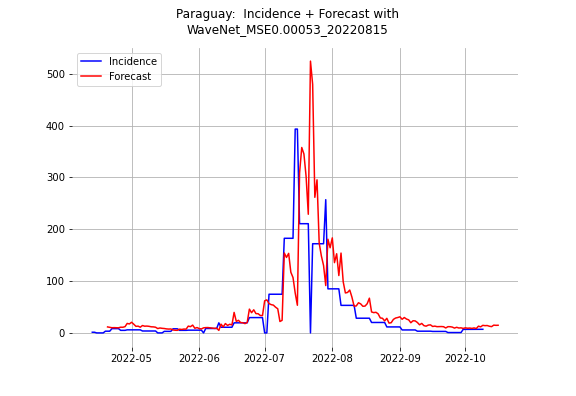 Paraguay:  Incidence + Forecast with
WaveNet_MSE0.00053_20220815
Incidence
Forecast
500
400
300
200
100
0
2022-05 2022-06 2022-07 2022-08 2022-09 2022-10